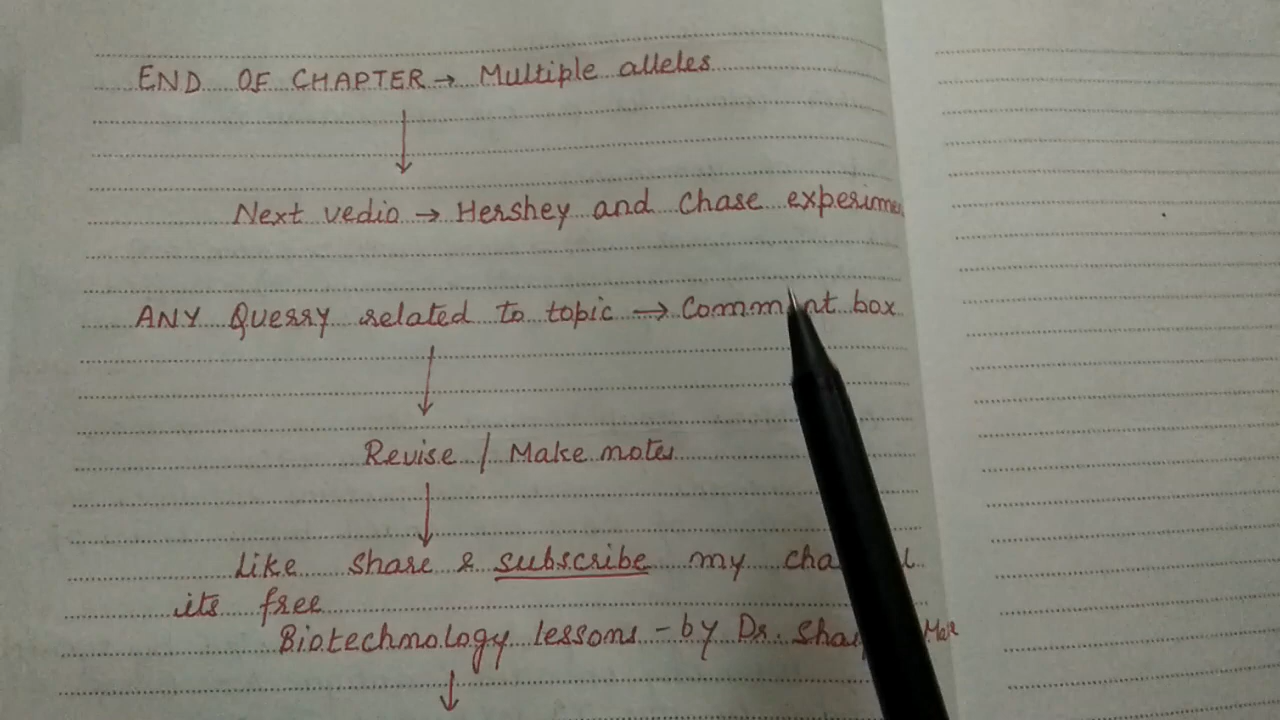 END OF CHAPTER → Multiple alleles
Next vedio → Hershey and Chase
ANY Querry related to topic → box
Revise / Make notes
Like share & subscribe my
its free
Biotechnology lessons - by Dr.